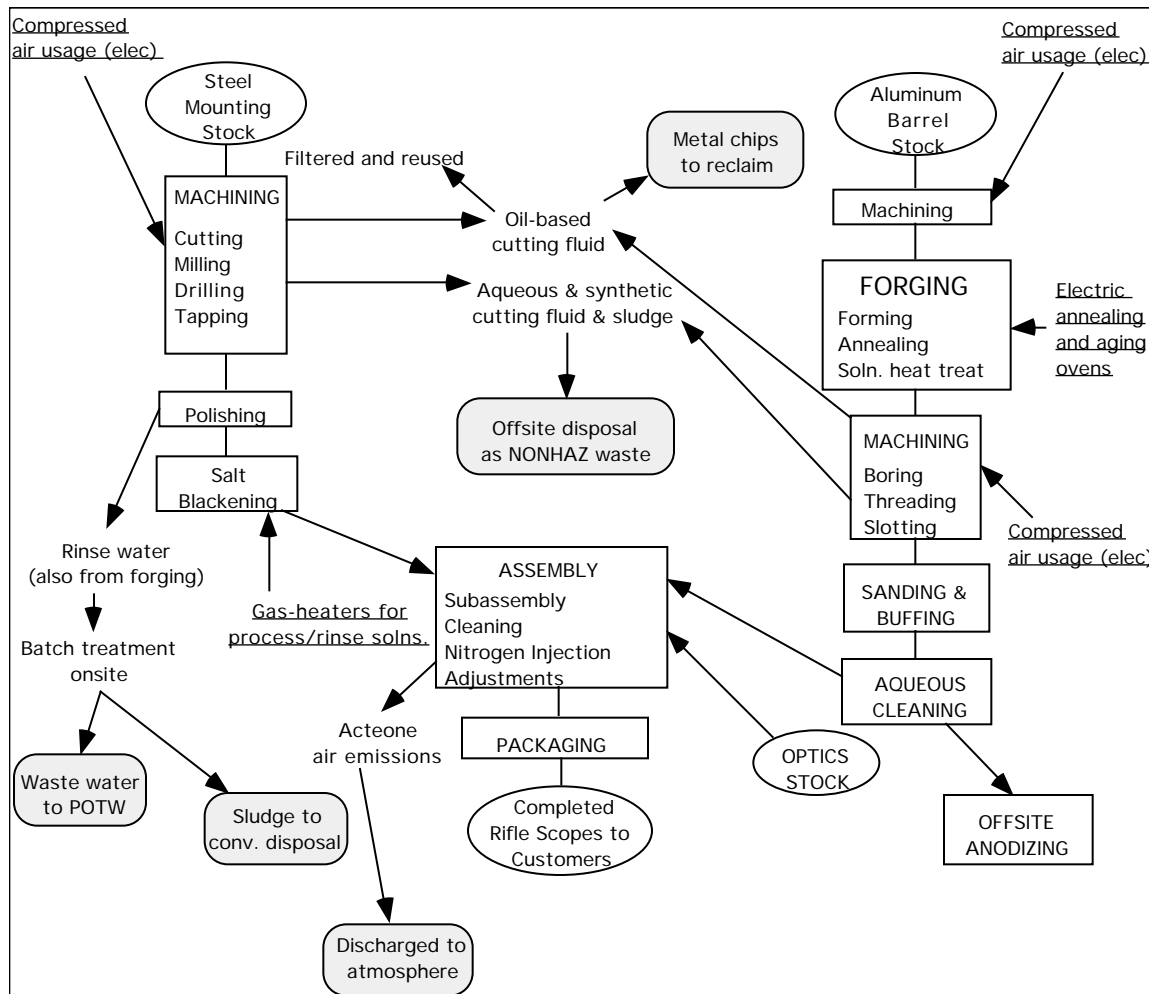 Compressed
air usage (elec)
Steel
Mounting
Stock
Filtered and reused
Metal chips
to reclaim
Aluminum
Barrel
Stock
Compressed
air usage (elec)
MACHINING
Cutting
Milling
Drilling
Tapping
Oil-based
cutting fluid
Aqueous & synthetic
cutting fluid & sludge
Machining
FORGING
Forming
Annealing
Soln. heat treat
Electric
annealing
and aging
ovens
Polishing
Offsite disposal
as NONHAZ waste
MACHINING
Boring
Threading
Slotting
Salt
Blackening
Compressed
air usage (elec)
Rinse water
(also from forging)
Gas-heaters for
process/rinse solns.
ASSEMBLY
Subassembly
Cleaning
Nitrogen Injection
Adjustments
SANDING &
BUFFING
Batch treatment
onsite
AQUEOUS
CLEANING
Acteone
air emissions
PACKAGING
OPTICS
STOCK
Waste water
to POTW
Sludge to
conv. disposal
Completed
Rifle Scopes to
Customers
OFFSITE
ANODIZING
Discharged to
atmosphere